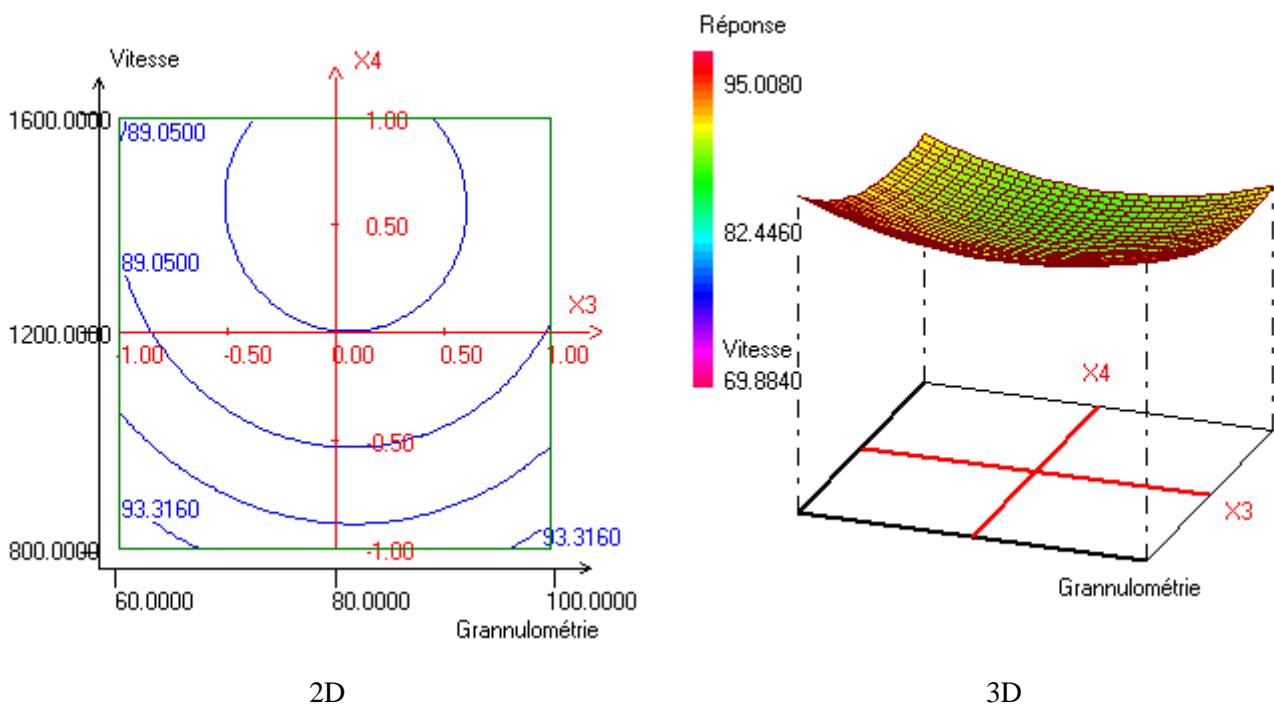 Vitesse
X4
1600.0000
1.00
89.0500
0.50
89.0500
X3
1200.0000
-1.00
-0.50
0.00
0.50
1.00
-0.50
93.3160
93.3160
800.0000
-1.00
60.0000
80.0000
100.0000
Grannulométrie
2D
Réponse
95.0080
82.4460
Vitesse
69.8840
X4
X3
Grannulométrie
3D